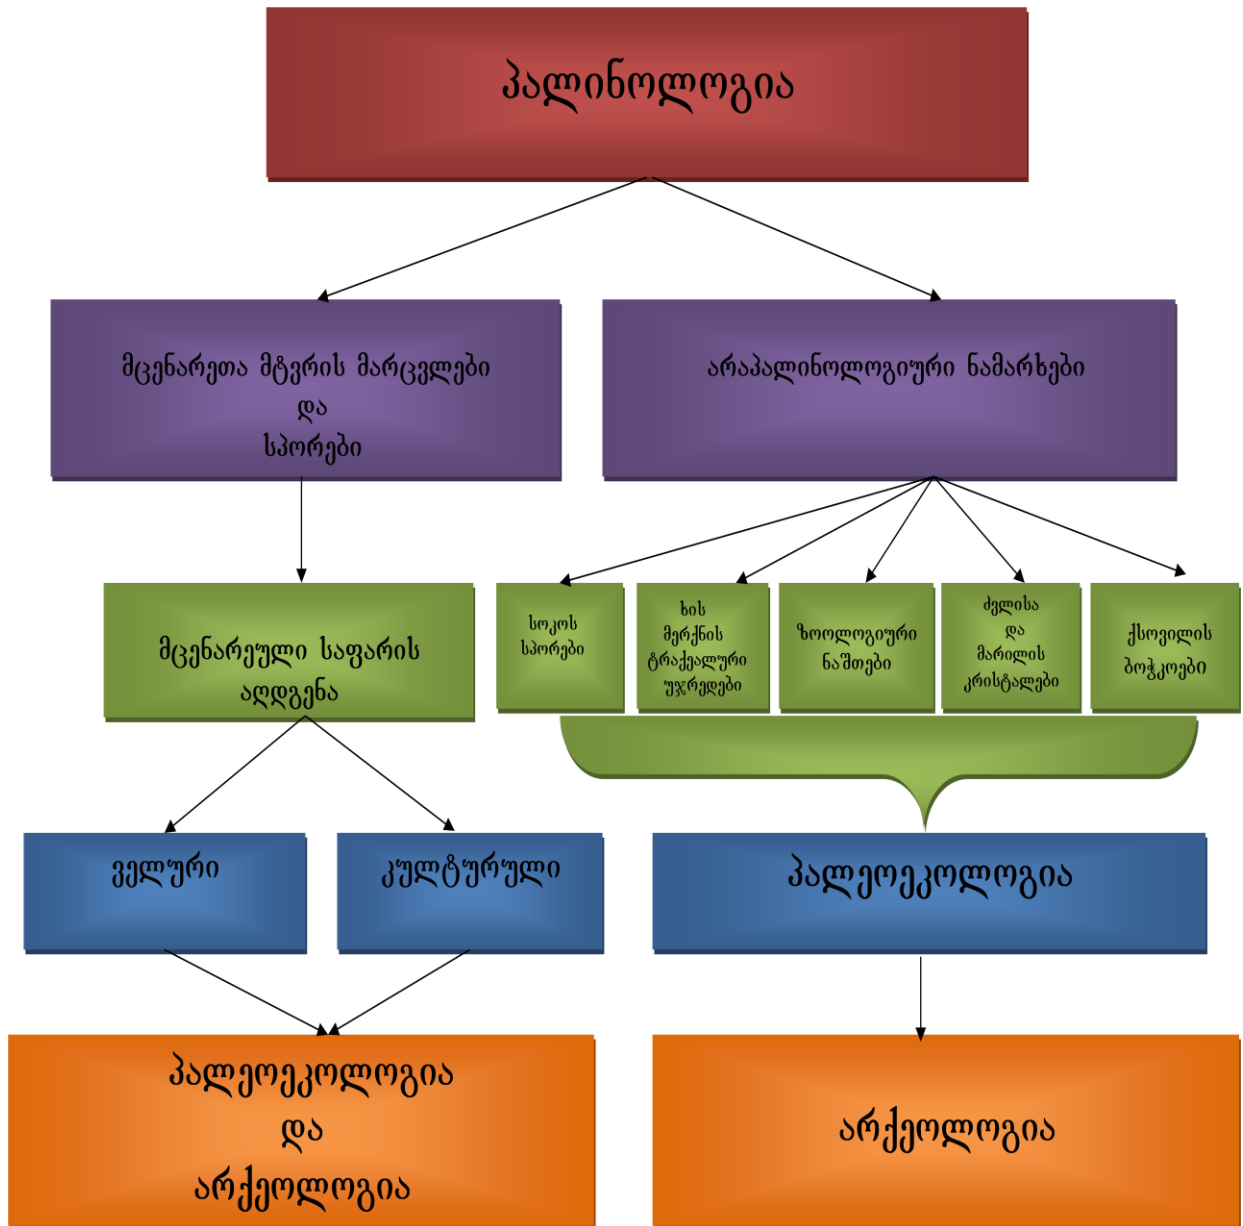 პალინოლოგია
მცენარეთა მტვრის მარცვლები
და
სპორები
არაპალინოლოგიური ნამარხები
მცენარეული საფარის
აღდგენა
სოკოს
სპორები
ხის
მერქნის
ტრაქეალური
უჯრედები
ზოოლოგიური
ნაშთები
ძვლისა
და
მარილის
კრისტალები
ქსოვილის
ბოჭკოები
ველური
კულტურული
პალეოეკოლოგია
პალეოეკოლოგია
და
არქეოლოგია
არქეოლოგია